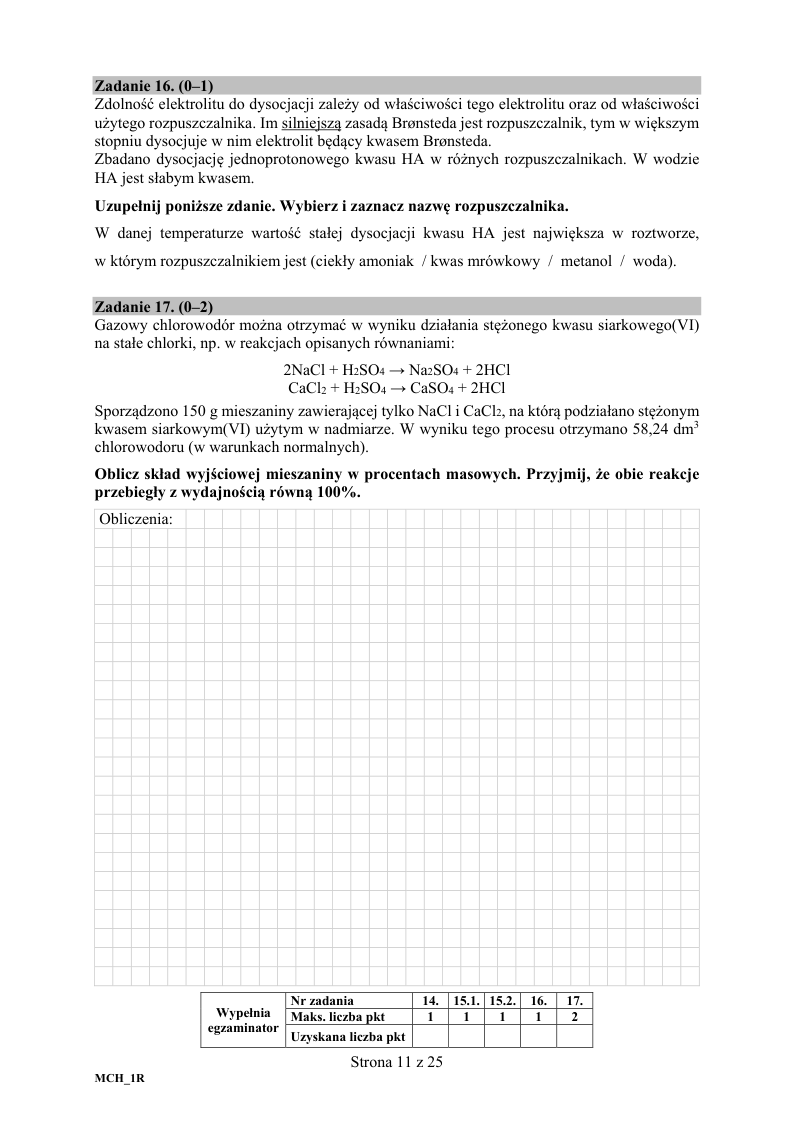 Zadanie 16. (0–1)
Zdolność elektrolitu do dysocjacji zależy od właściwości tego elektrolitu oraz od właściwości
użytego rozpuszczalnika. Im silniejszą zasadą Brønsteda jest rozpuszczalnik, tym w większym
stopniu dysocjuje w nim elektrolit będący kwasem Brønsteda.
Zbadano dysocjację jednoprotonowego kwasu HA w różnych rozpuszczalnikach. W wodzie
HA jest słabym kwasem.
Uzupełnij poniższe zdanie. Wybierz i zaznacz nazwę rozpuszczalnika.
W danej temperaturze wartość stałej dysocjacji kwasu HA jest największa w roztworze,
w którym rozpuszczalnikiem jest (ciekły amoniak / kwas mrówkowy / metanol / woda).
Zadanie 17. (0–2)
Gazowy chlorowodór można otrzymać w wyniku działania stężonego kwasu siarkowego(VI)
na stałe chlorki, np. w reakcjach opisanych równaniami:
2NaCl + H₂SO₄ → Na₂SO₄ + 2HCl
CaCl₂ + H₂SO₄ → CaSO₄ + 2HCl
Sporządzono 150 g mieszaniny zawierającej tylko NaCl i CaCl₂, na którą podziałano stężonym
kwasem siarkowym(VI) użytym w nadmiarze. W wyniku tego procesu otrzymano 58,24 dm³
chlorowodoru (w warunkach normalnych).
Oblicz skład wyjściowej mieszaniny w procentach masowych. Przyjmij, że obie reakcje
przebiegły z wydajnością równą 100%.
Obliczenia:
Wypełnia egzaminator
Nr zadania 14. 15.1. 15.2. 16. 17.
Maks. liczba pkt 1 1 1 1 2
Uzyskana liczba pkt
Strona 11 z 25
MCH_1R